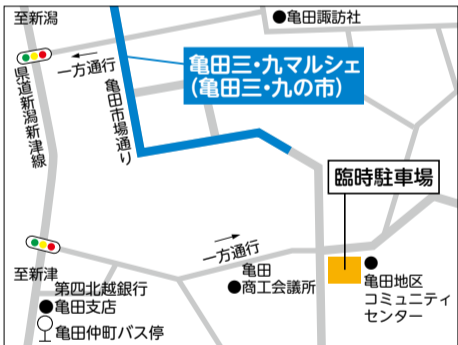 至新潟
亀田諏訪社
一方通行
亀田三・九マルシェ
(亀田三・九の市)
県道新潟新津線
亀田市場通り
臨時駐車場
一方通行
至新津
第四北越銀行
亀田支店
亀田仲町バス停
亀田
商工会議所
亀田地区
コミュニティ
センター